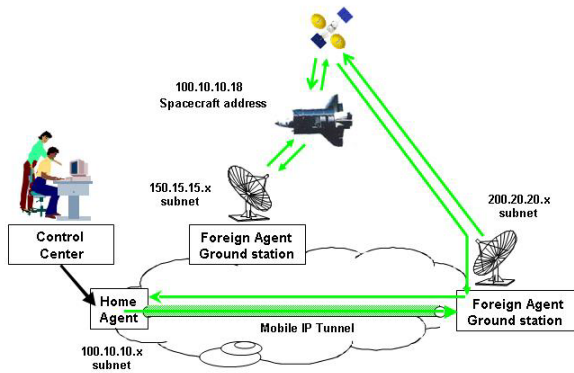 100.10.10.18
Spacecraft address
150.15.15.x
subnet
200.20.20.x
subnet
Control
Center
Foreign Agent
Ground station
Home
Agent
Foreign Agent
Ground station
Mobile IP Tunnel
100.10.10.x
subnet